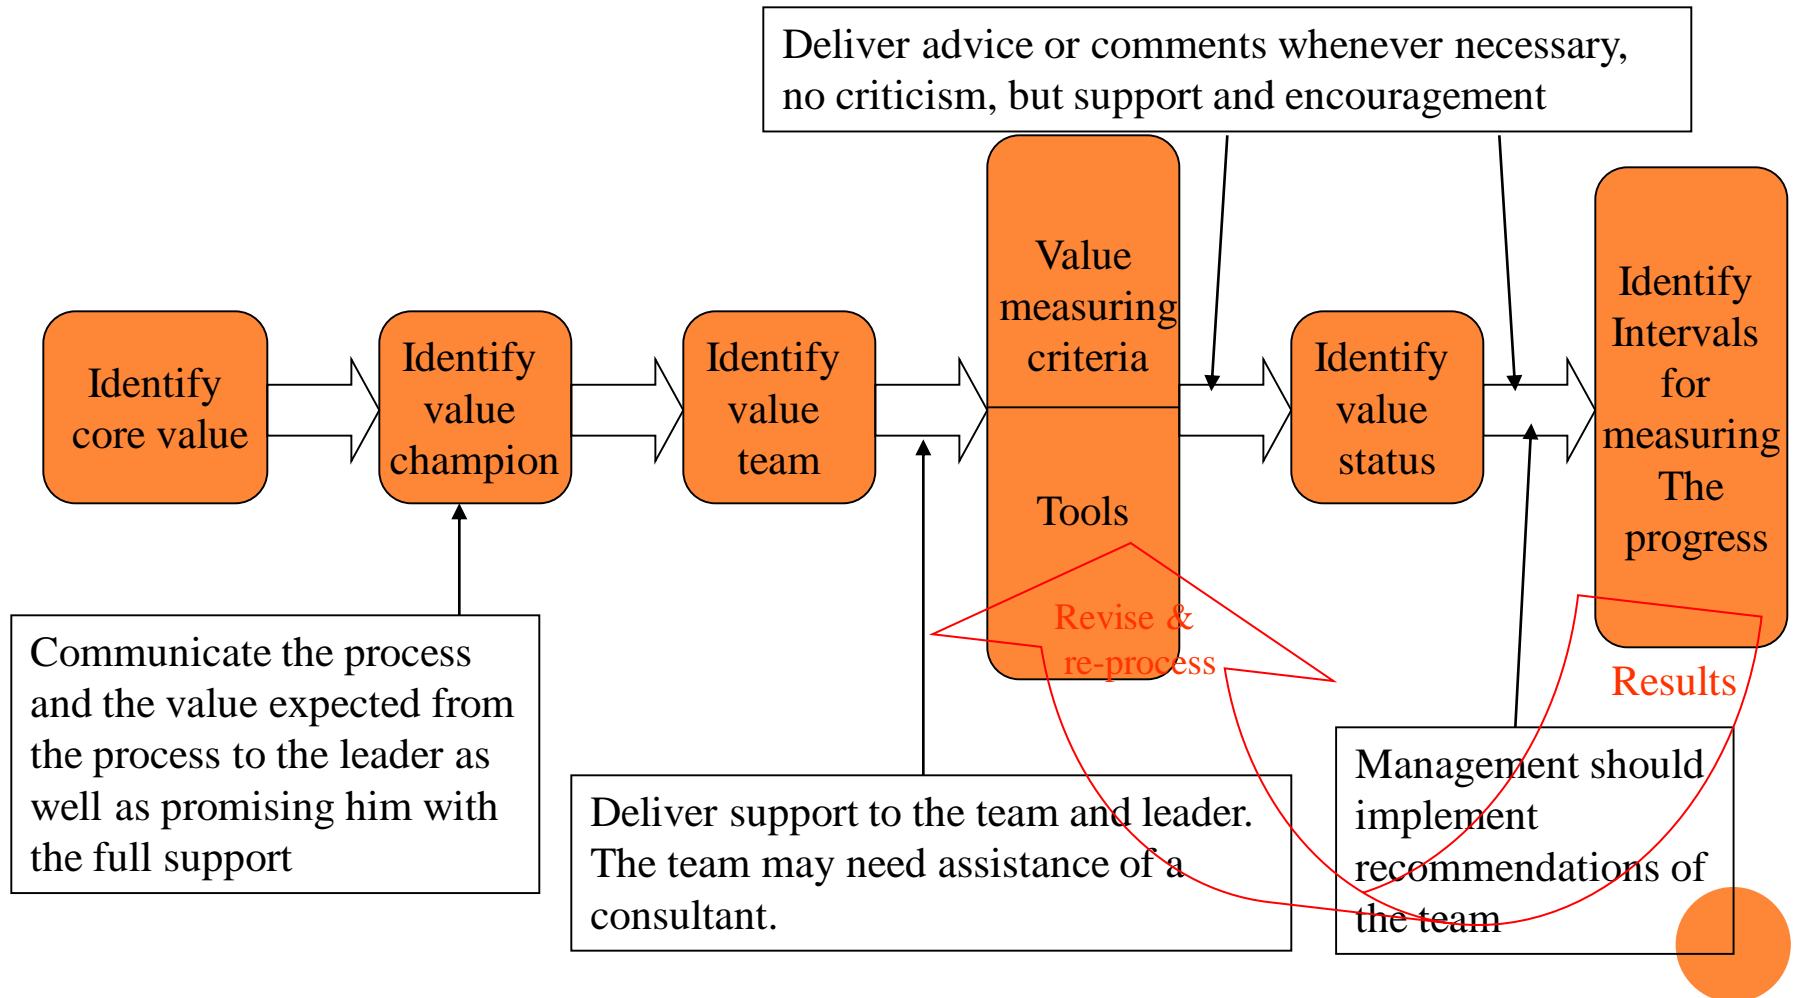 Deliver advice or comments whenever necessary,
no criticism, but support and encouragement
Identify
core value
Identify
value
champion
Identify
value
team
Value
measuring
criteria
Tools
Identify
value
status
Identify
Intervals
for
measuring
The
progress
Revise &
re-process
Results
Communicate the process
and the value expected from
the process to the leader as
well as promising him with
the full support
Deliver support to the team and leader.
The team may need assistance of a
consultant.
Management should
implement
recommendations of
the team